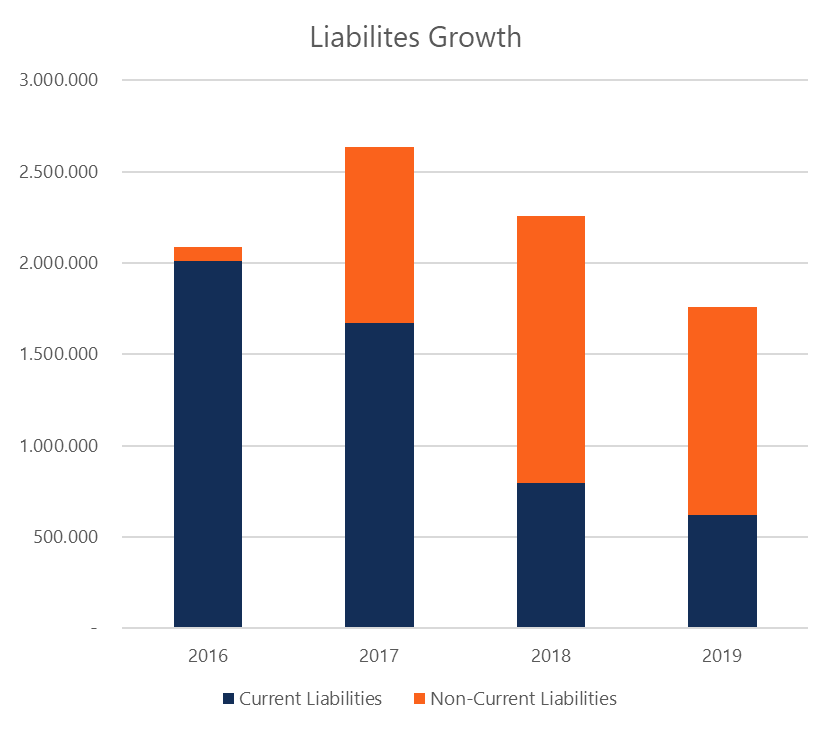 Liabilites Growth
3.000.000
2.500.000
2.000.000
1.500.000
1.000.000
500.000
-
2016 2017 2018 2019
Current Liabilities Non-Current Liabilities